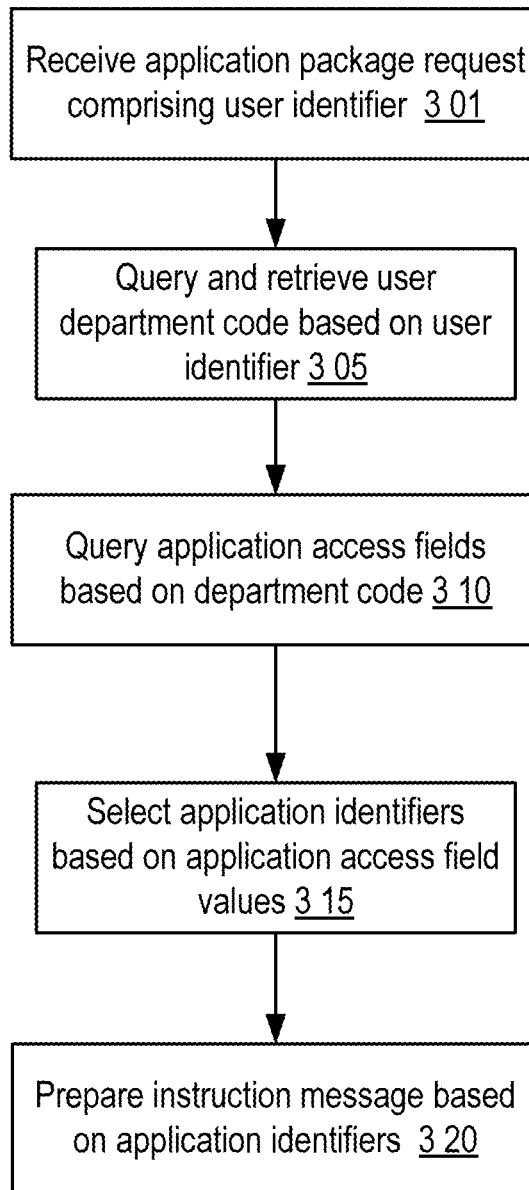 Receive application package request
comprising user identifier 3 01
Query and retrieve user
department code based on user
identifier 3 05
Query application access fields
based on department code 3 10
Select application identifiers
based on application access field
values 3 15
Prepare instruction message based
on application identifiers 3 20